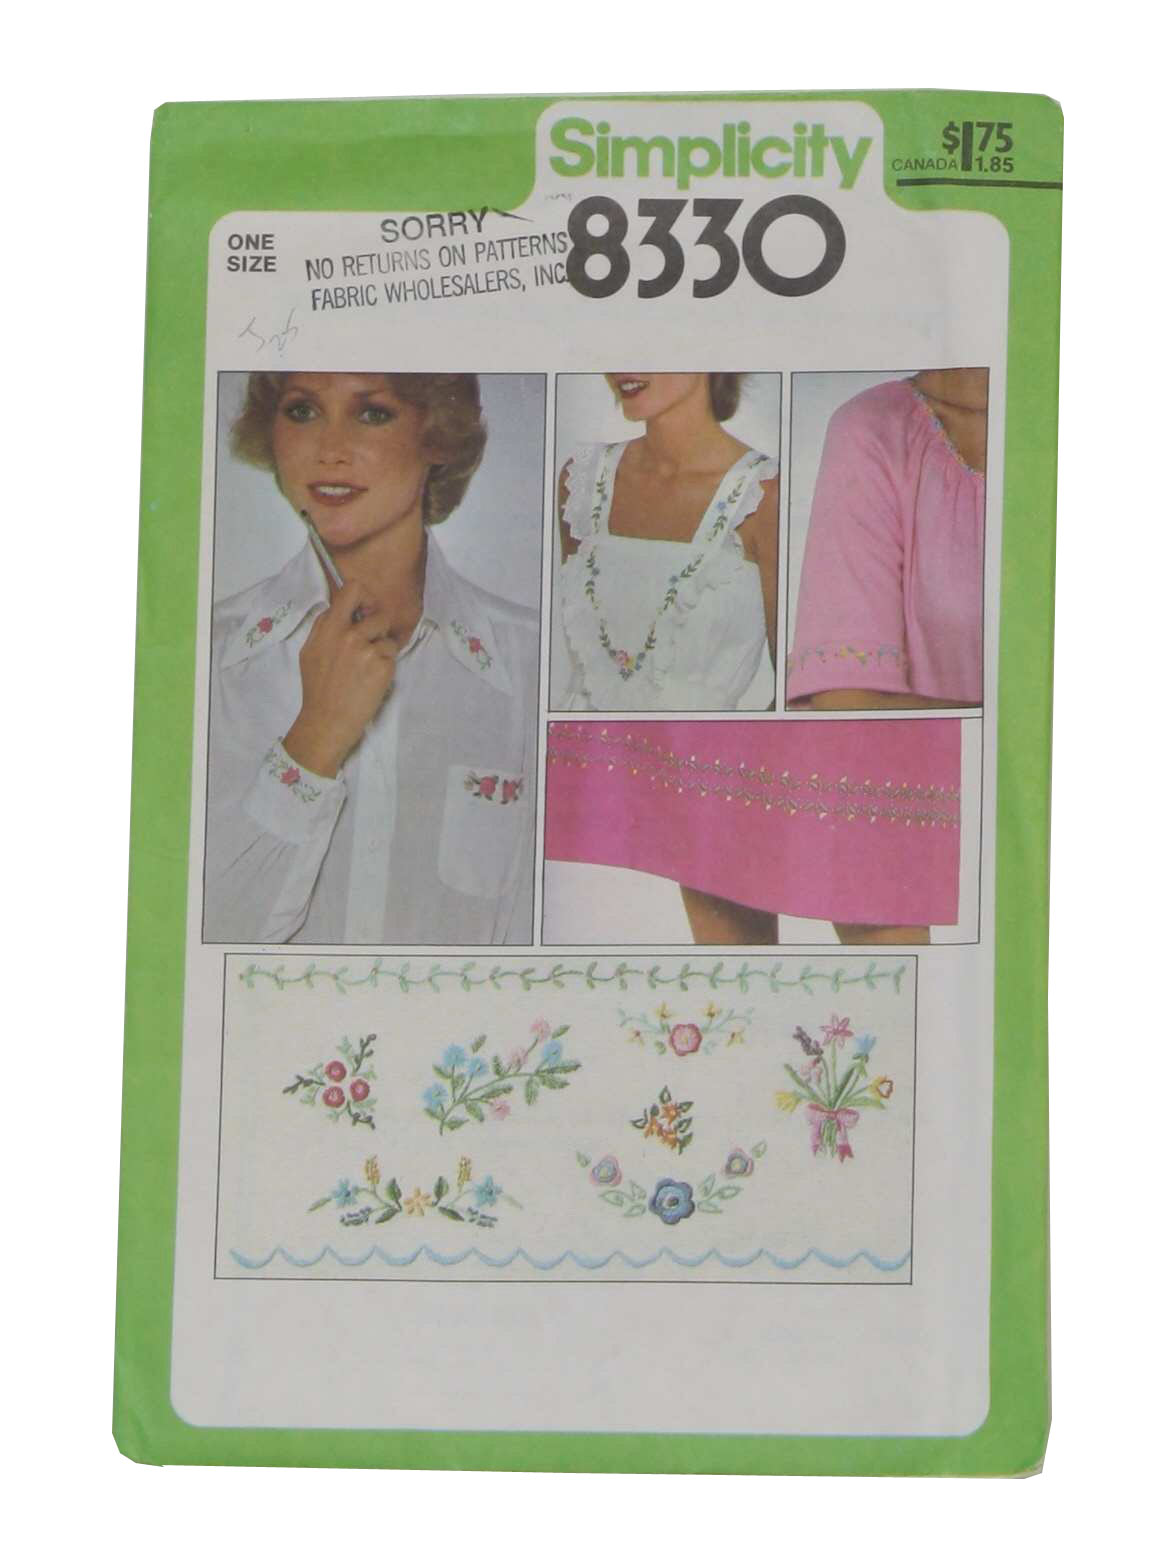 Simplicity
$1.75
CANADA 1.85
8330
ONE
SIZE
SORRY
NO RETURNS ON PATTERNS
FABRIC WHOLESALERS, INC.